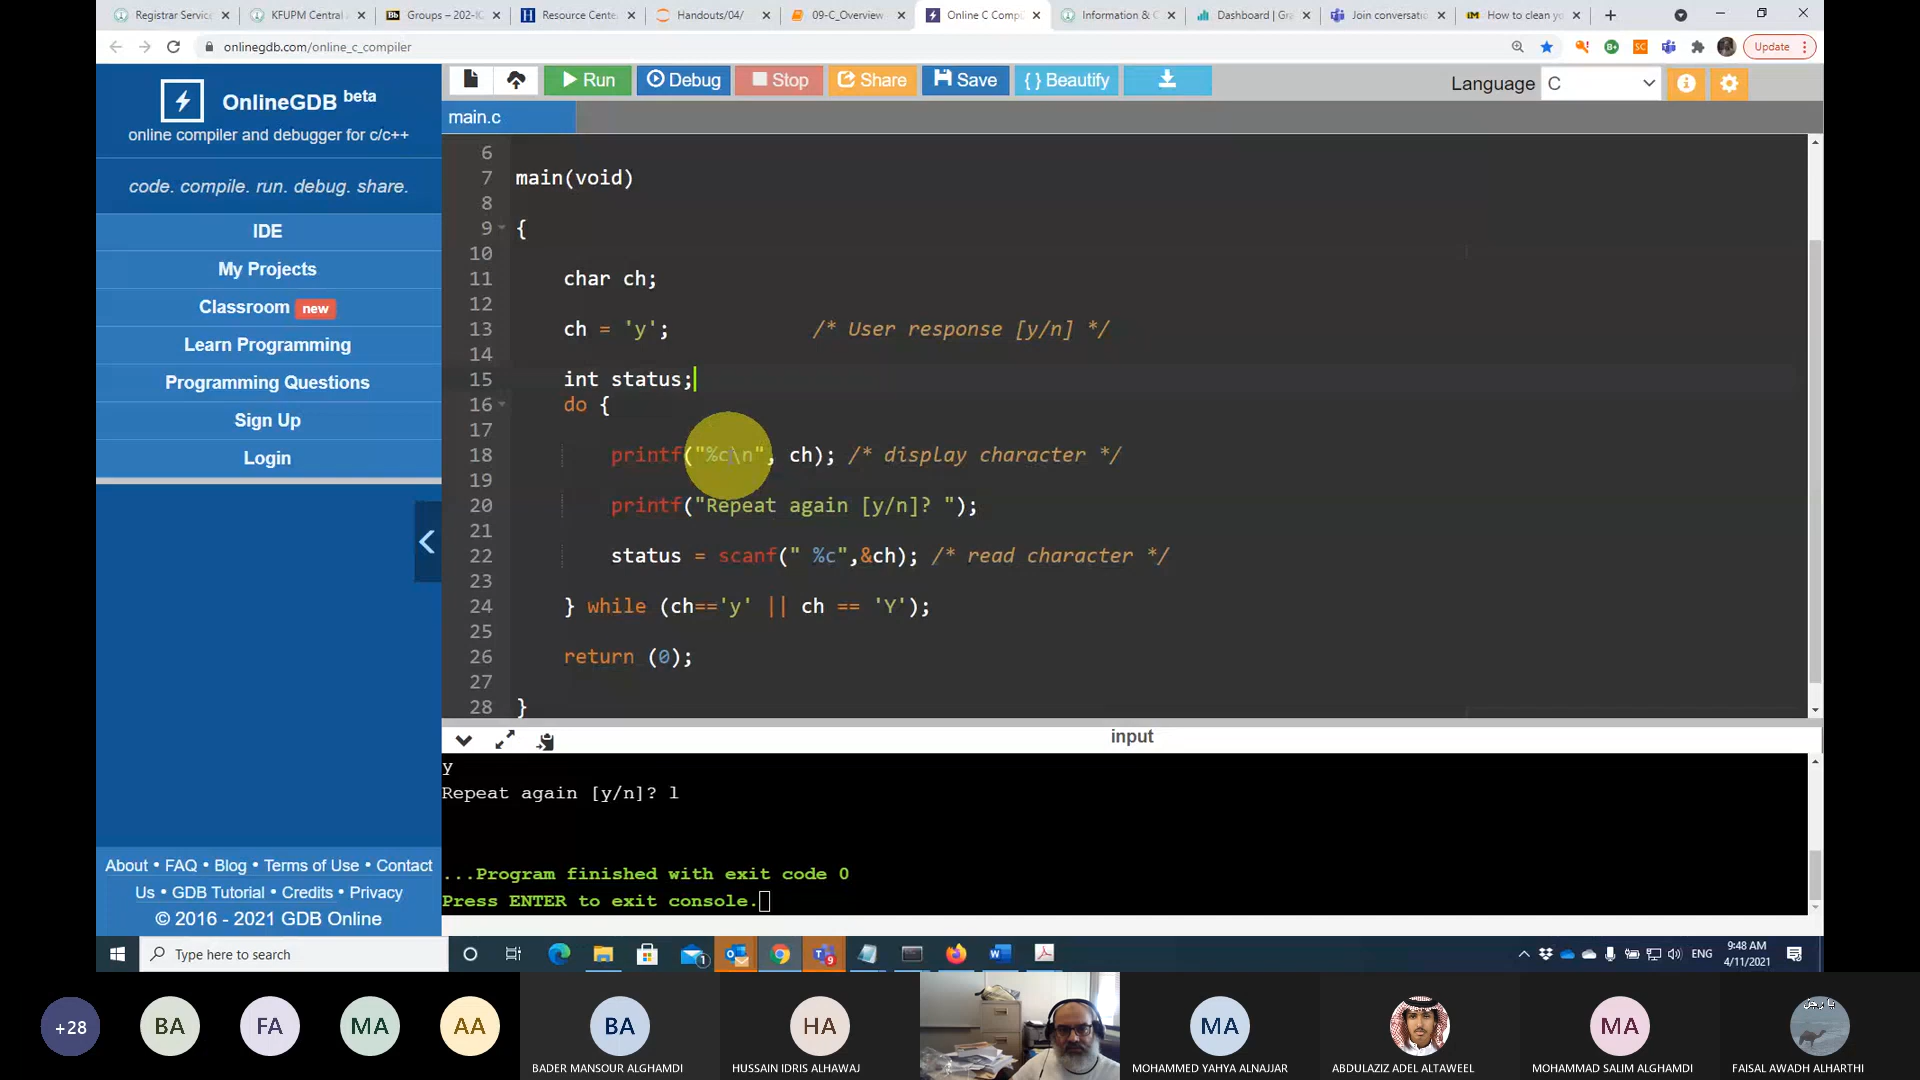 Registrar Servic
KFUPM Central
Groups – 202-IC
Resource Cente
Handouts/04/
09-C_Overview
Online C Comp
Information & C
Dashboard | Gra
Join conversatio
How to clean yo
onlinegdb.com/online_c_compiler
Update
OnlineGDB beta
online compiler and debugger for c/c++
code. compile. run. debug. share.
IDE
My Projects
Classroom new
Learn Programming
Programming Questions
Sign Up
Login
About • FAQ • Blog • Terms of Use • Contact
Us • GDB Tutorial • Credits • Privacy
© 2016 - 2021 GDB Online
Run
Debug
Stop
Share
Save
{ } Beautify
Language C
main.c
6
7 main(void)
8
9 {
10
11 char ch;
12
13 ch = 'y'; /* User response [y/n] */
14
15 int status;
16 do {
17
18 printf("%c\n", ch); /* display character */
19
20 printf("Repeat again [y/n]? ");
21
22 status = scanf(" %c",&ch); /* read character */
23
24 } while (ch=='y' || ch == 'Y');
25
26 return (0);
27
28 }
input
y
Repeat again [y/n]? l
...Program finished with exit code 0
Press ENTER to exit console.
Type here to search
1
9
ENG
9:48 AM
4/11/2021
+28
BA
FA
MA
AA
BA
BADER MANSOUR ALGHAMDI
HA
HUSSAIN IDRIS ALHAWAJ
MA
MOHAMMED YAHYA ALNAJJAR
ABDULAZIZ ADEL ALTAWEEL
MA
MOHAMMAD SALIM ALGHAMDI
FAISAL AWADH ALHARTHI